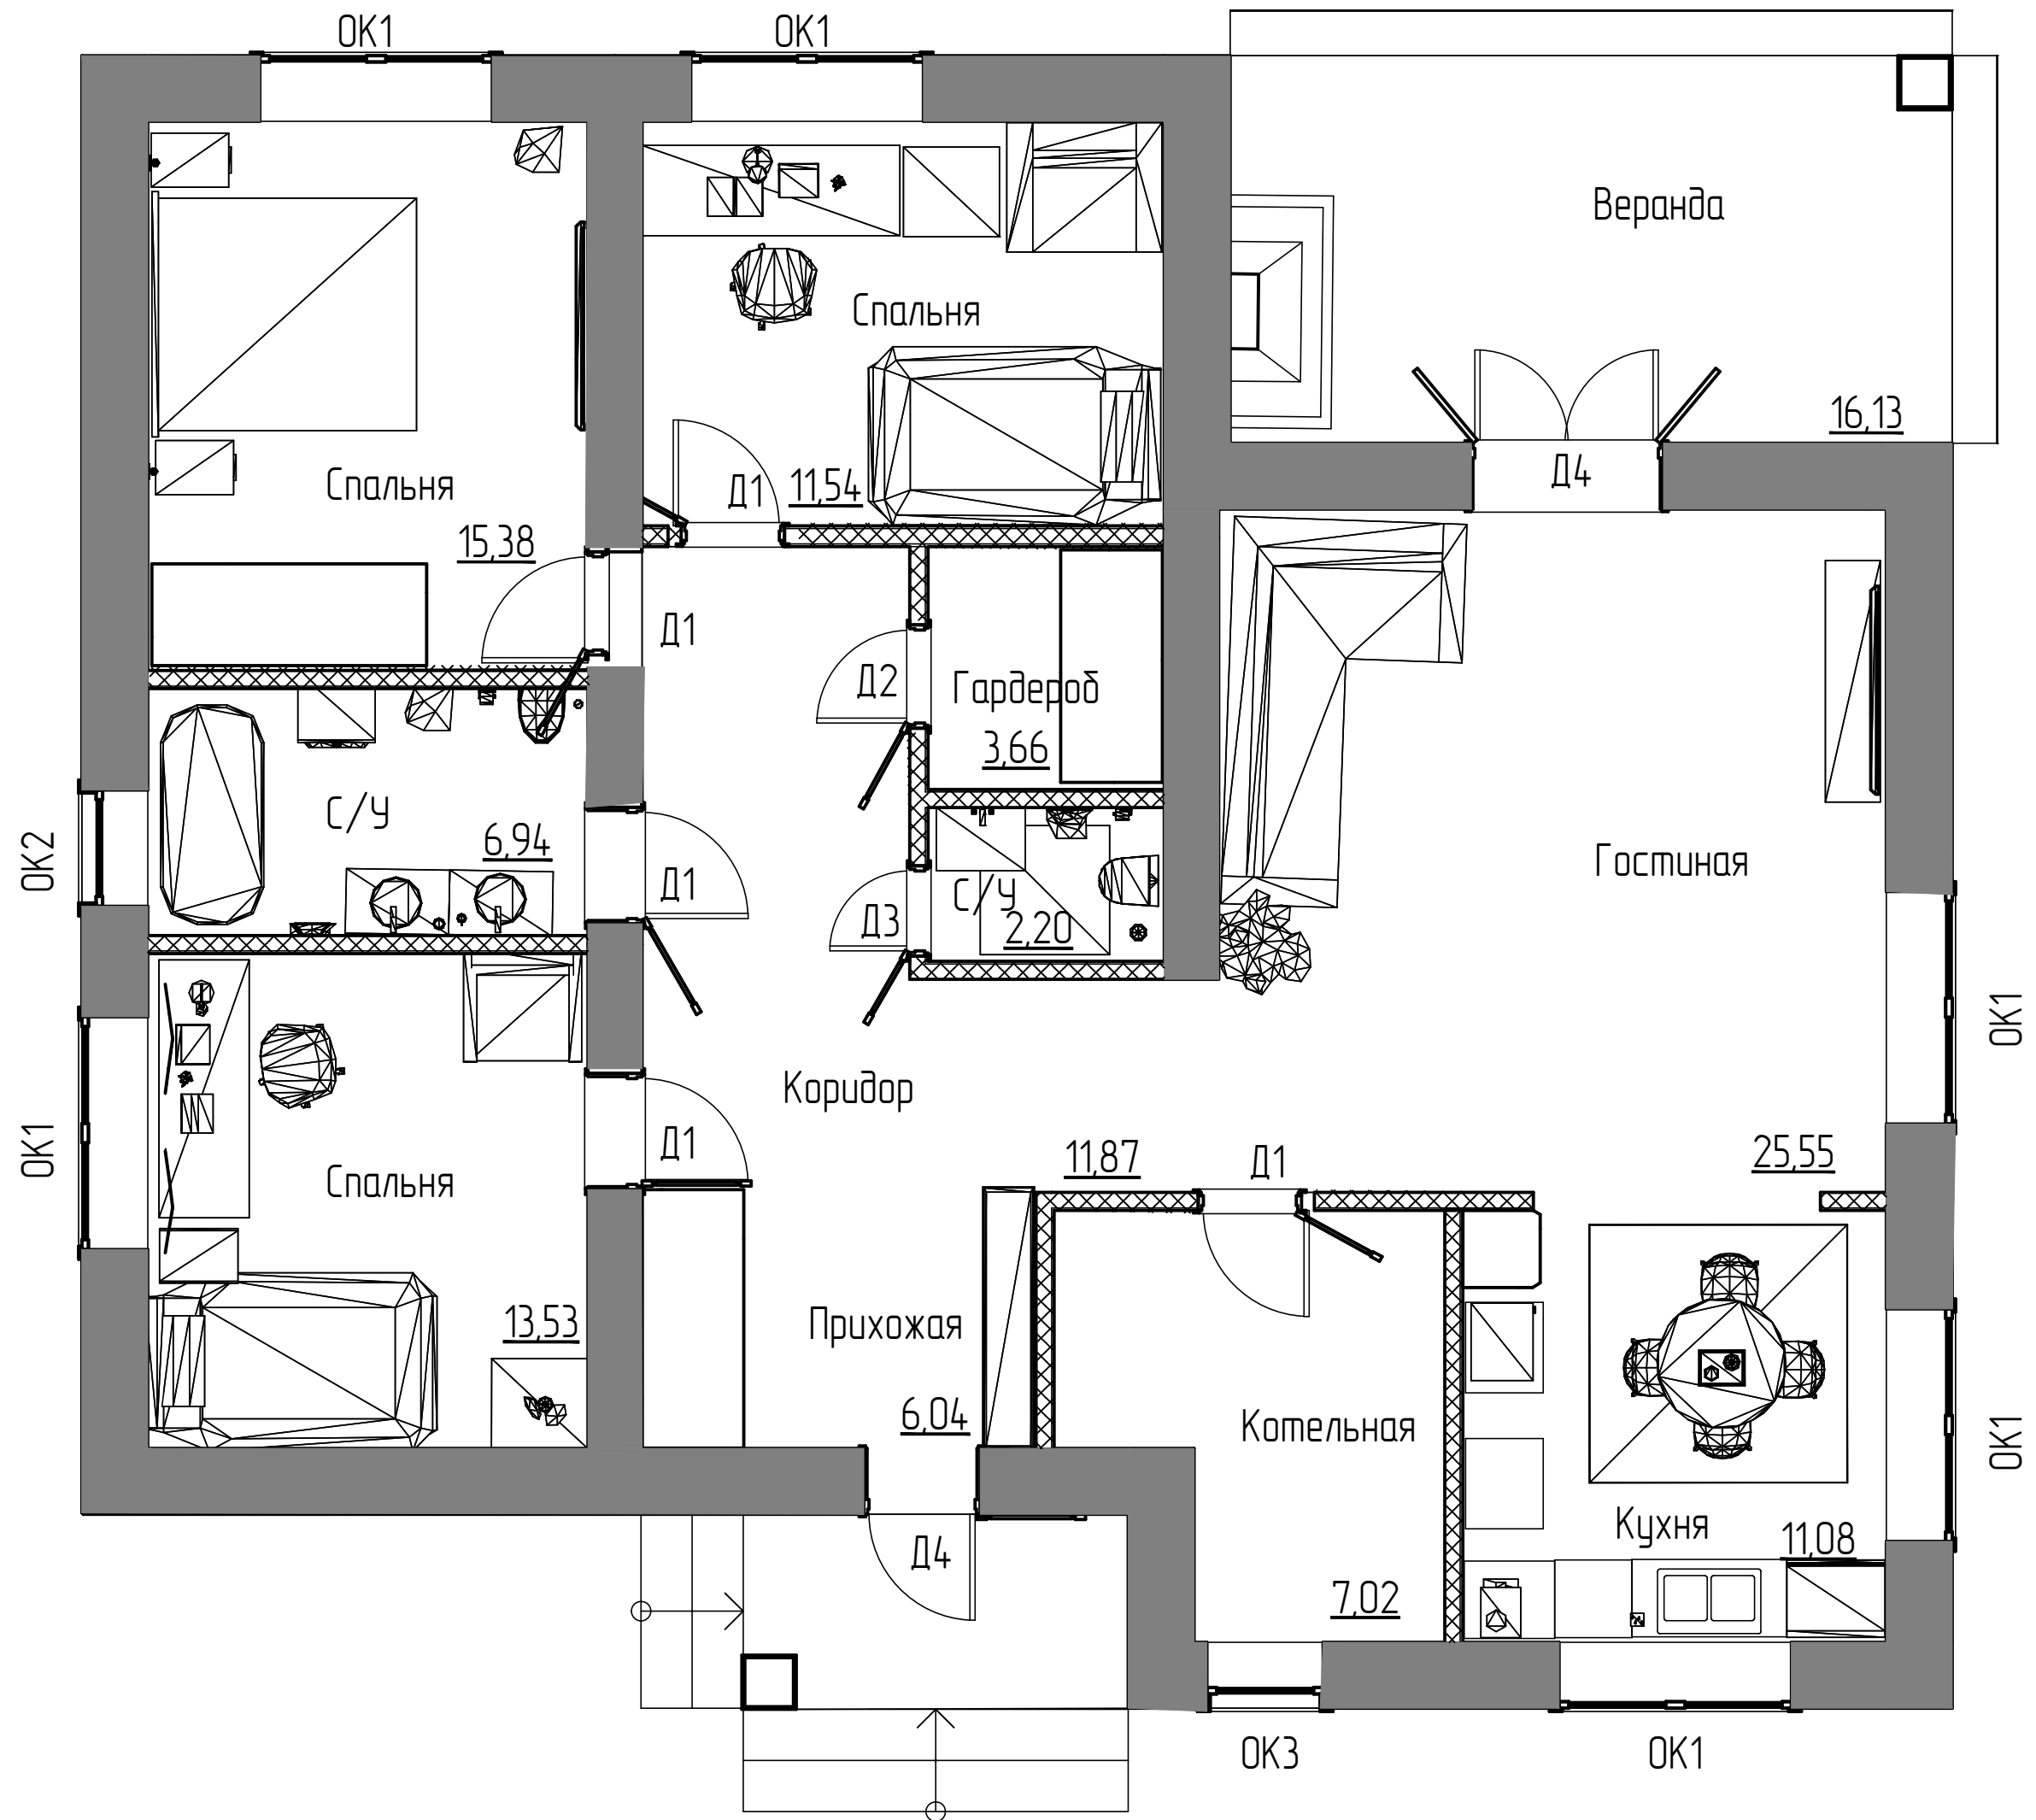 ОК1
ОК1
Веранда
16,13
Спальня
Д1
11,54
Д4
Спальня
15,38
Д1
Д2
Гардероб
3,66
С/У
6,94
ОК2
Д1
Д3
С/У
2,20
Гостиная
ОК1
Коридор
11,87
Д1
25,55
ОК1
Д1
Спальня
13,53
Прихожая
6,04
Котельная
7,02
ОК1
Кухня
11,08
Д4
ОК3
ОК1